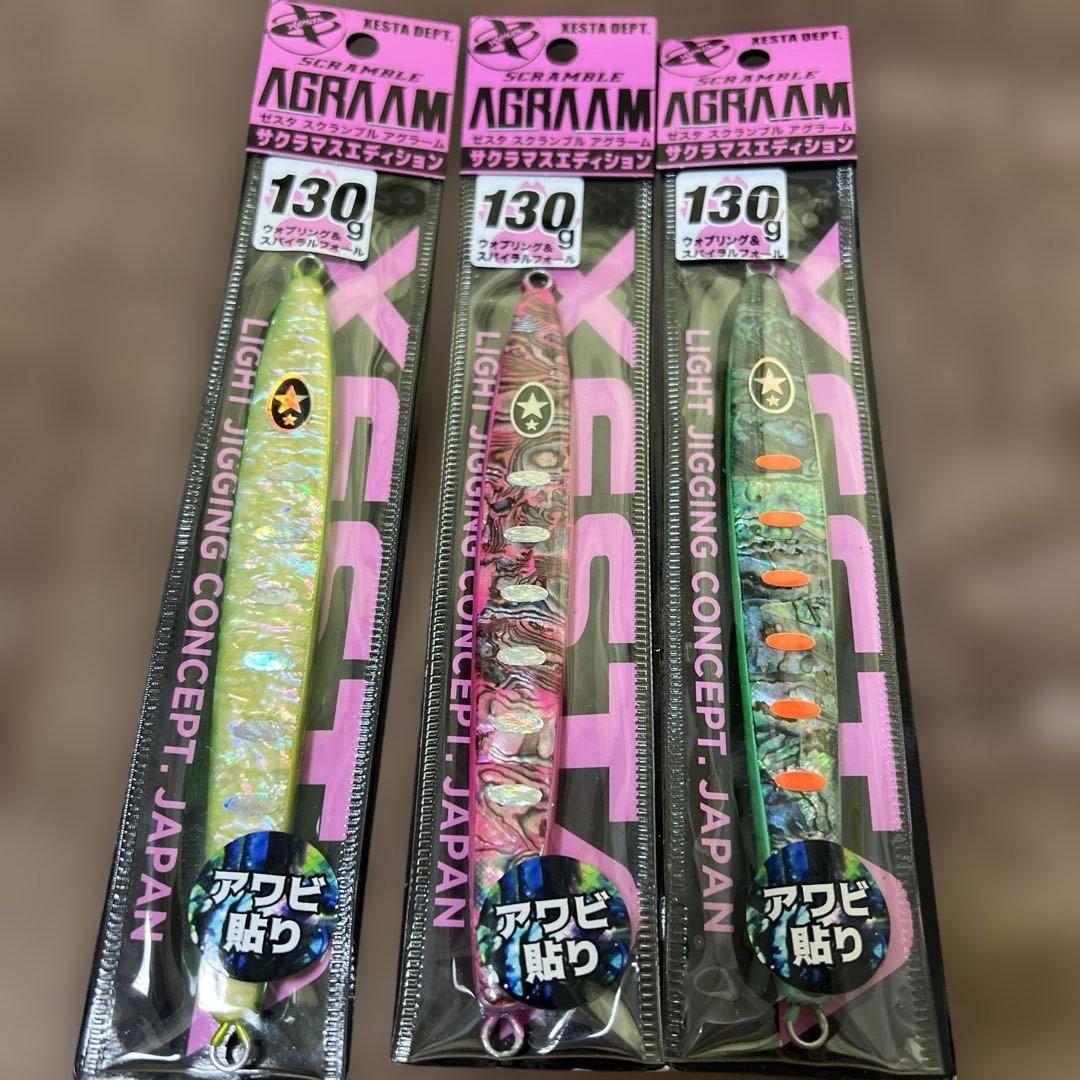 XESTA
XESTA DEPT.
SCRAMBLE
AGRAAM
ゼスタ スクランブル アグラーム
サクラマスエディション
130g
ウォブリング&
スパイラルフォール
XESTA
LIGHT JIGGING CONCEPT. JAPAN
アワビ
貼り
XESTA
XESTA DEPT.
SCRAMBLE
AGRAAM
ゼスタ スクランブル アグラーム
サクラマスエディション
130g
ウォブリング&
スパイラルフォール
XESTA
LIGHT JIGGING CONCEPT. JAPAN
アワビ
貼り
XESTA
XESTA DEPT.
SCRAMBLE
AGRAAM
ゼスタ スクランブル アグラーム
サクラマスエディション
130g
ウォブリング&
スパイラルフォール
XESTA
LIGHT JIGGING CONCEPT. JAPAN
アワビ
貼り